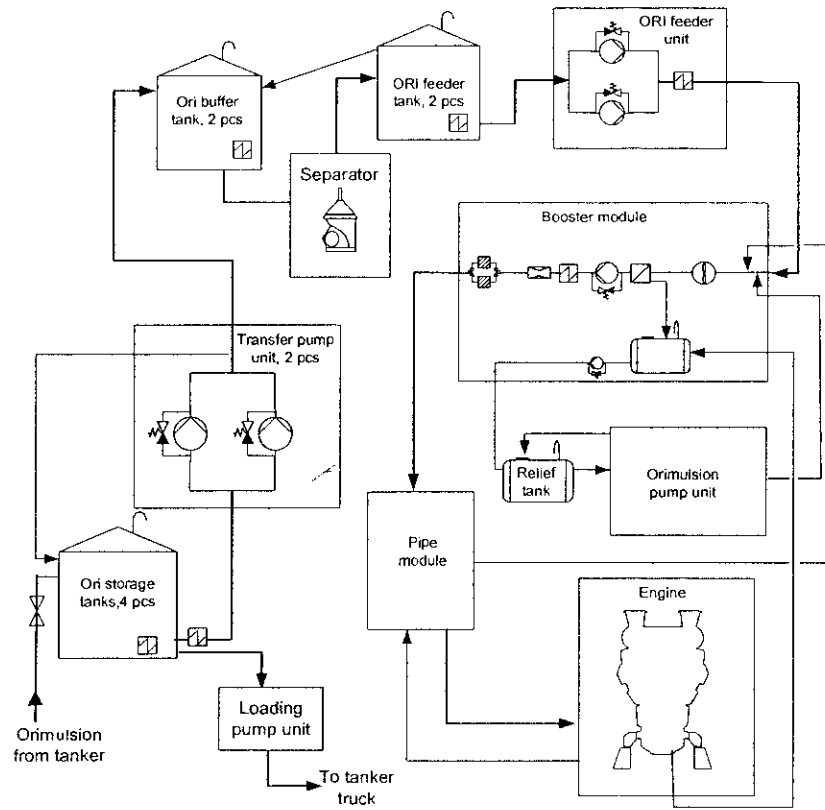 ORI feeder
unit
Ori buffer
tank, 2 pcs
ORI feeder
tank, 2 pcs
Separator
Booster module
Transfer pump
unit, 2 pcs
Relief
tank
Orimulsion
pump unit
Pipe
module
Ori storage
tanks,4 pcs
Engine
Loading
pump unit
Orimulsion
from tanker
To tanker
truck